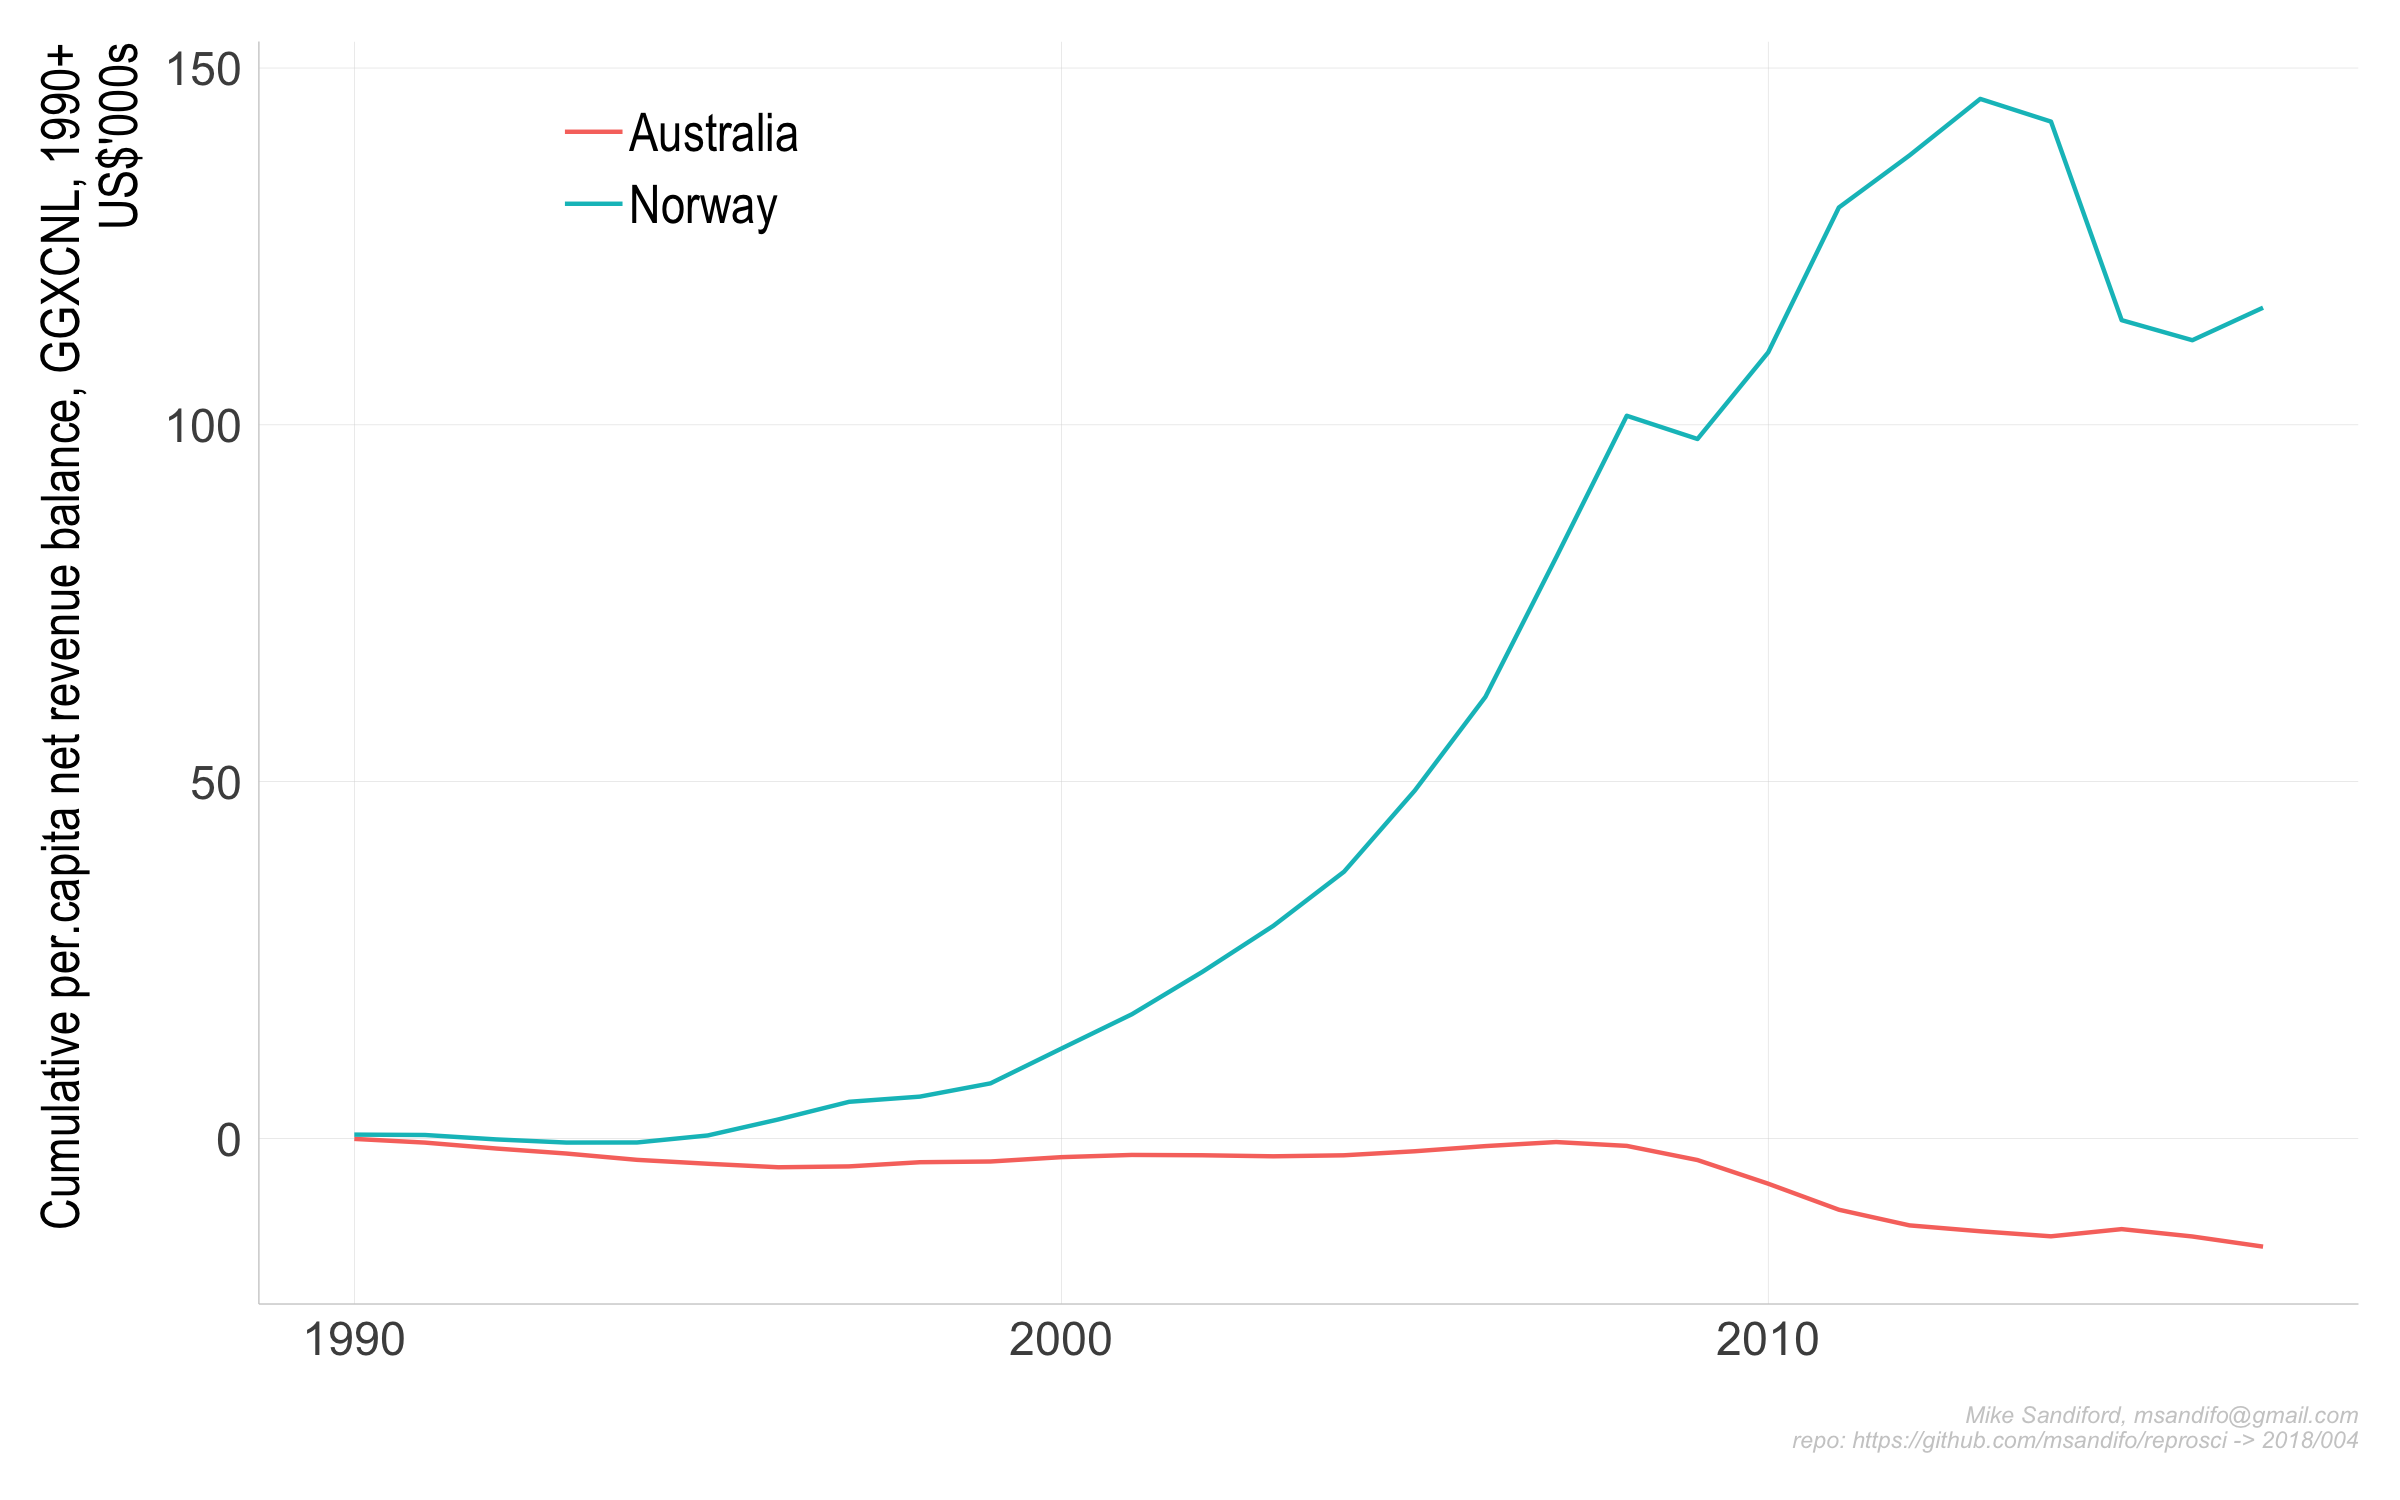 Cumulative per.capita net revenue balance, GGXCNL, 1990+
US$'0000s
150
100
50
0
Australia
Norway
1990
2000
2010
Mike Sandiford, msandifo@gmail.com
repo: https://github.com/msandifo/reprosci -> 2018/004